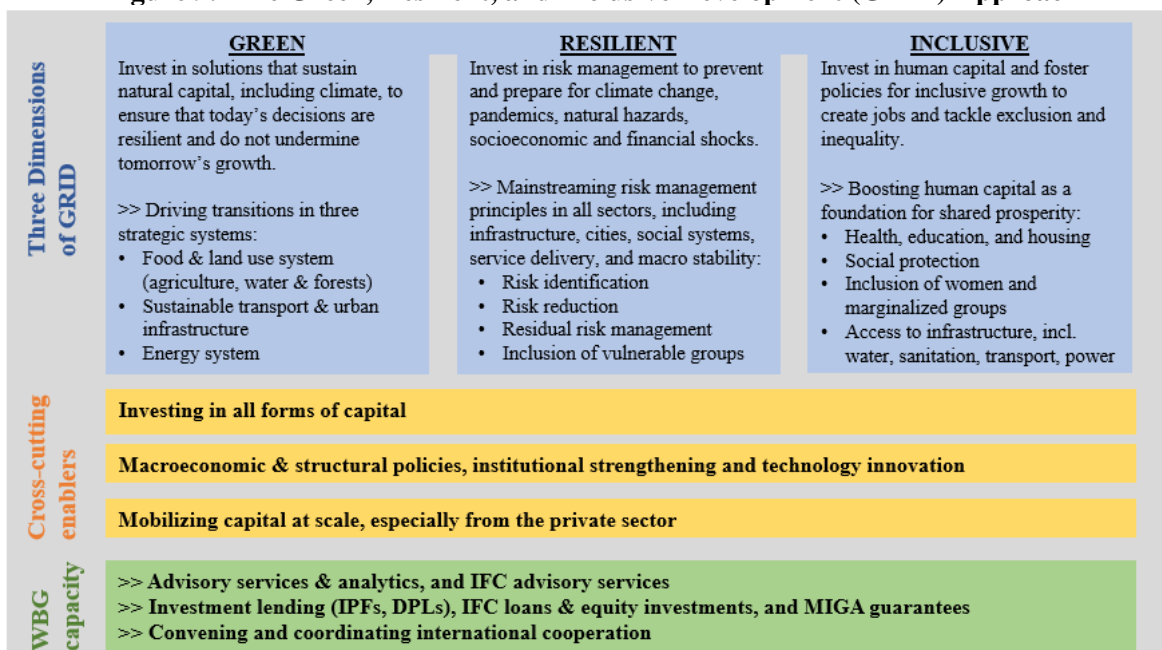 The Green, Resilient, and Inclusive Development (GRID) Approach
Three Dimensions
of GRID
GREEN
Invest in solutions that sustain
natural capital, including climate, to
ensure that today's decisions are
resilient and do not undermine
tomorrow's growth.
>> Driving transitions in three
strategic systems:
• Food & land use system
(agriculture, water & forests)
• Sustainable transport & urban
infrastructure
• Energy system
RESILIENT
Invest in risk management to prevent
and prepare for climate change,
pandemics, natural hazards,
socioeconomic and financial shocks.
>> Mainstreaming risk management
principles in all sectors, including
infrastructure, cities, social systems,
service delivery, and macro stability:
• Risk identification
• Risk reduction
• Residual risk management
• Inclusion of vulnerable groups
INCLUSIVE
Invest in human capital and foster
policies for inclusive growth to
create jobs and tackle exclusion and
inequality.
>> Boosting human capital as a
foundation for shared prosperity:
• Health, education, and housing
• Social protection
• Inclusion of women and
marginalized groups
• Access to infrastructure, incl.
water, sanitation, transport, power
Cross-cutting
enablers
Investing in all forms of capital
Macroeconomic & structural policies, institutional strengthening and technology innovation
Mobilizing capital at scale, especially from the private sector
WBG
capacity
>> Advisory services & analytics, and IFC advisory services
>> Investment lending (IPFs, DPLs), IFC loans & equity investments, and MIGA guarantees
>> Convening and coordinating international cooperation